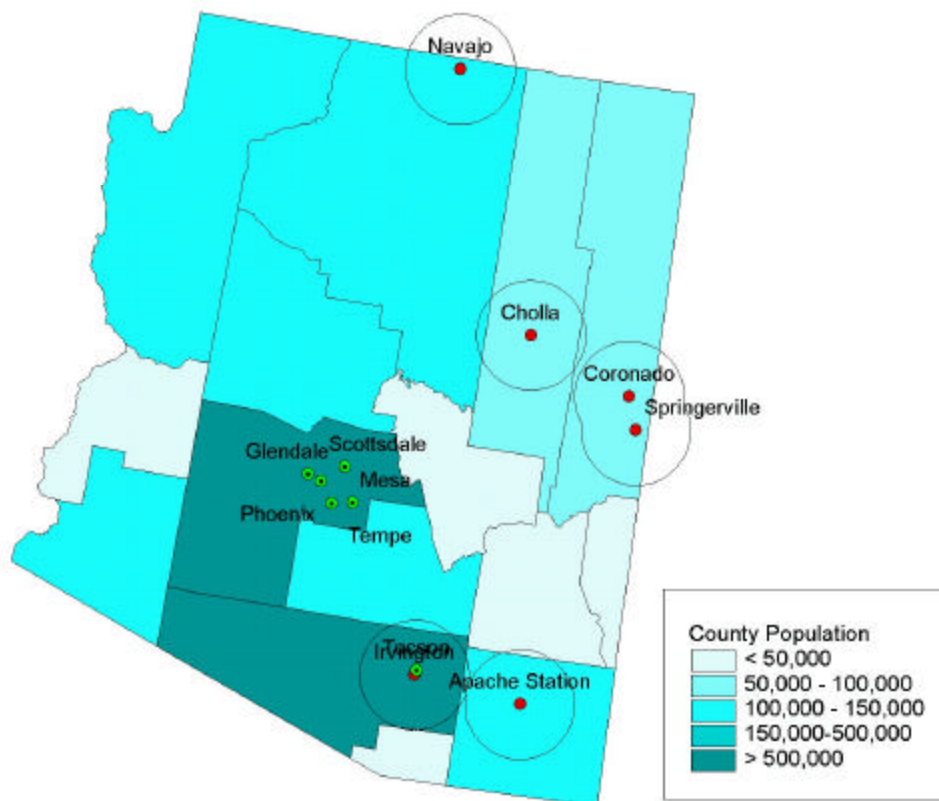 Navajo
Cholla
Coronado
Springerville
Glendale
Scottsdale
Mesa
Phoenix
Tempe
Tucson
Irvington
Apache Station
County Population
< 50,000
50,000 - 100,000
100,000 - 150,000
150,000-500,000
> 500,000